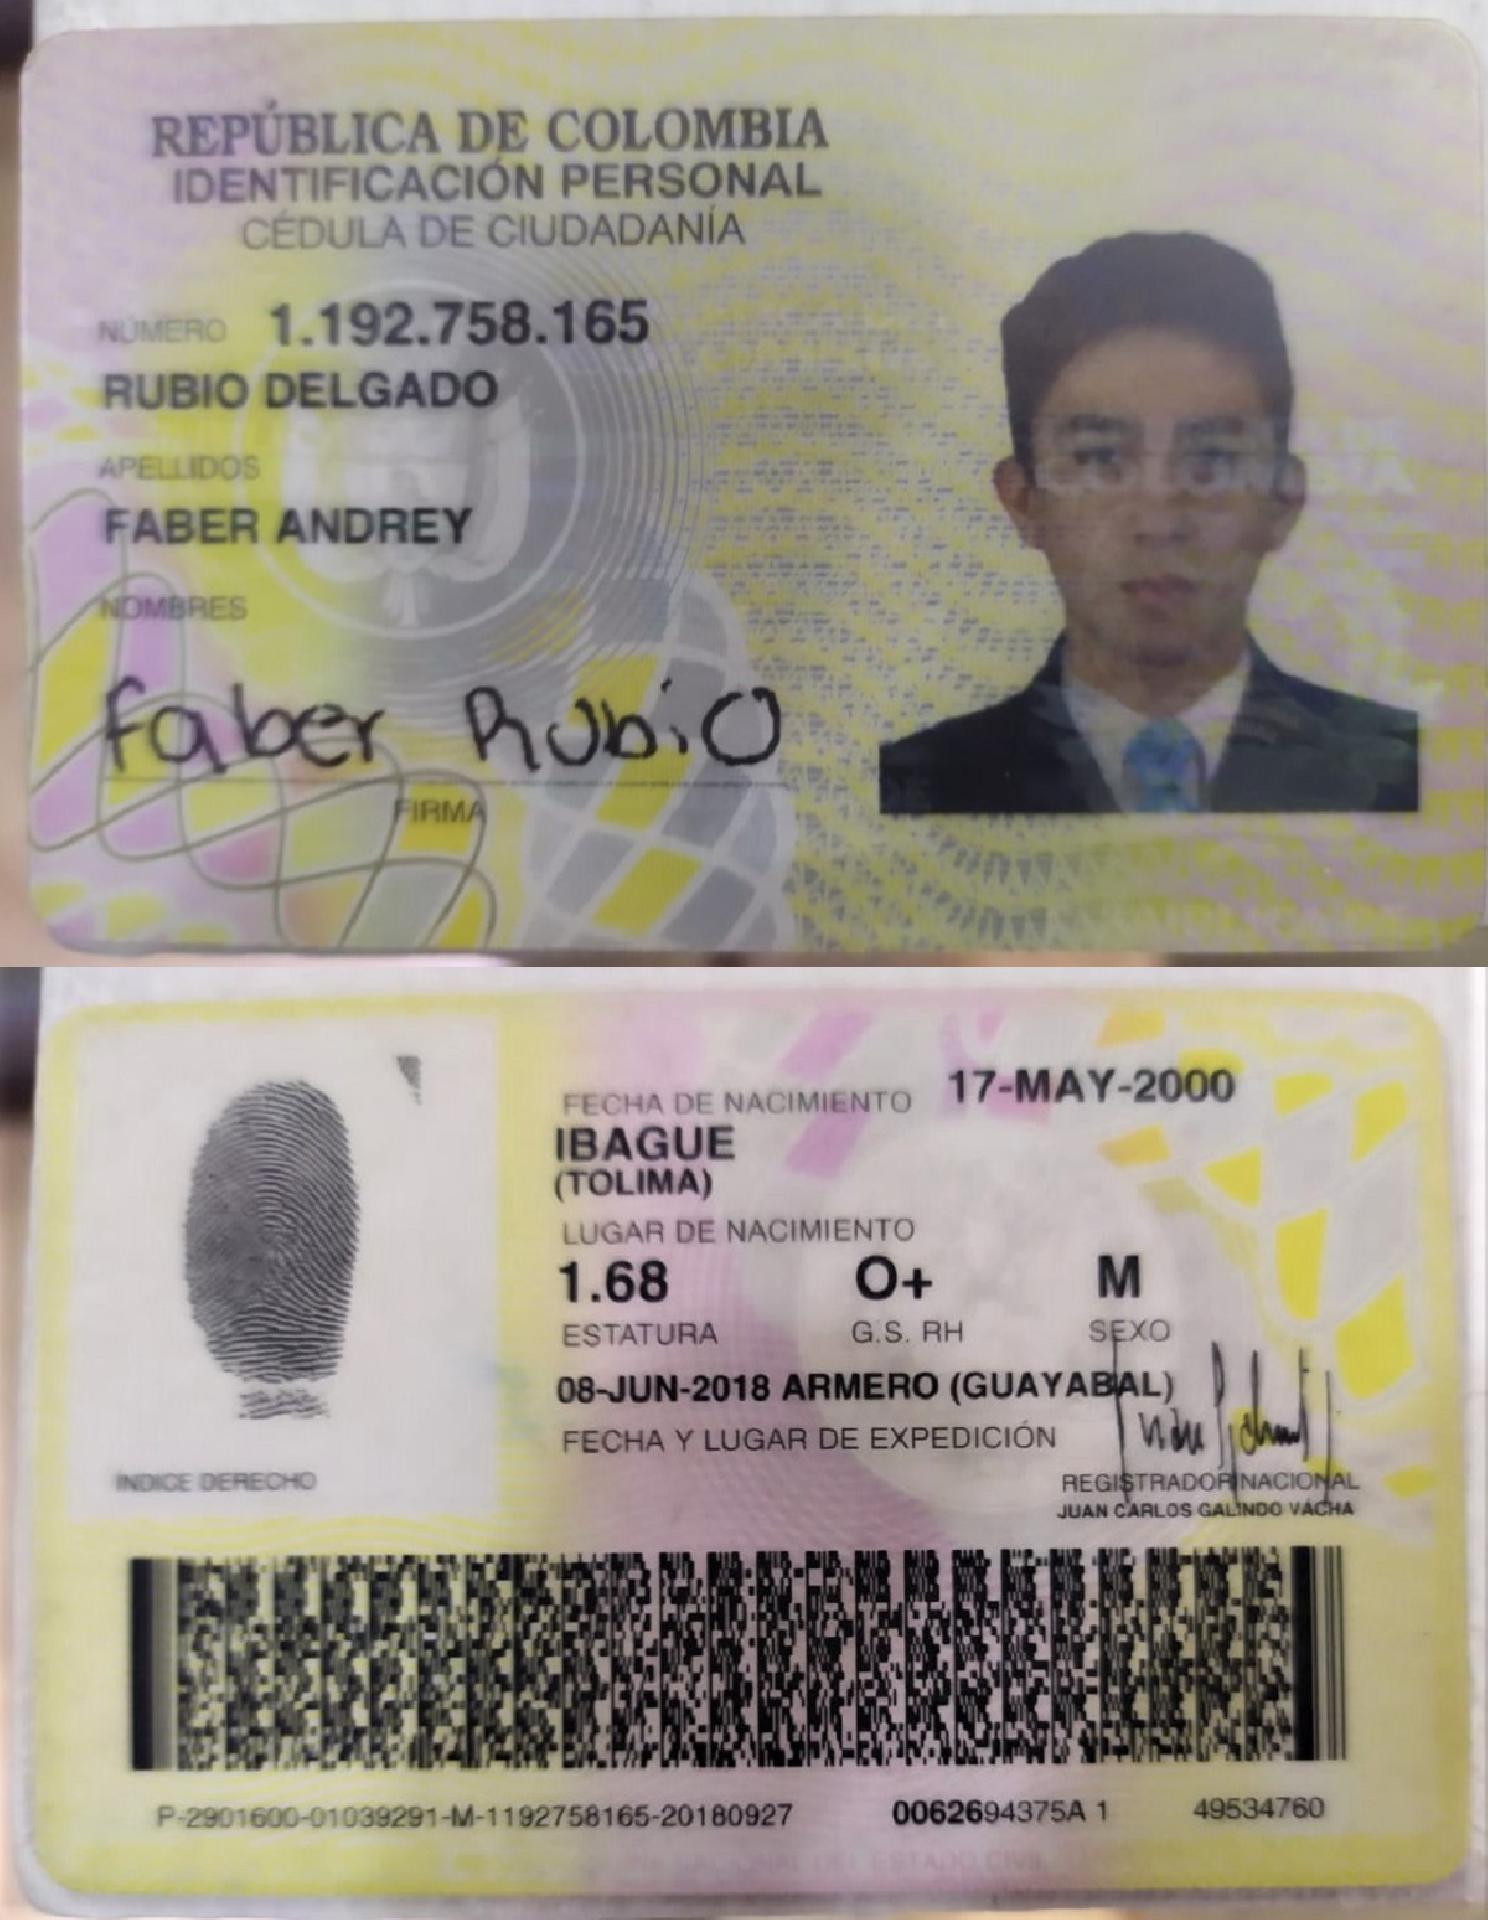 REPÚBLICA DE COLOMBIA
IDENTIFICACIÓN PERSONAL
CÉDULA DE CIUDADANÍA
NÚMERO 1.192.758.165
RUBIO DELGADO
APELLIDOS
FABER ANDREY
NOMBRES
Faber Rubio
FIRMA
FECHA DE NACIMIENTO 17-MAY-2000
IBAGUE
(TOLIMA)
LUGAR DE NACIMIENTO
1.68 O+ M
ESTATURA G.S. RH SEXO
08-JUN-2018 ARMERO (GUAYABAL)
FECHA Y LUGAR DE EXPEDICIÓN
ÍNDICE DERECHO
REGISTRADOR NACIONAL
JUAN CARLOS GALINDO VACHA
P-2901600-01039291-M-1192758165-20180927 0062694375A 1 49534760